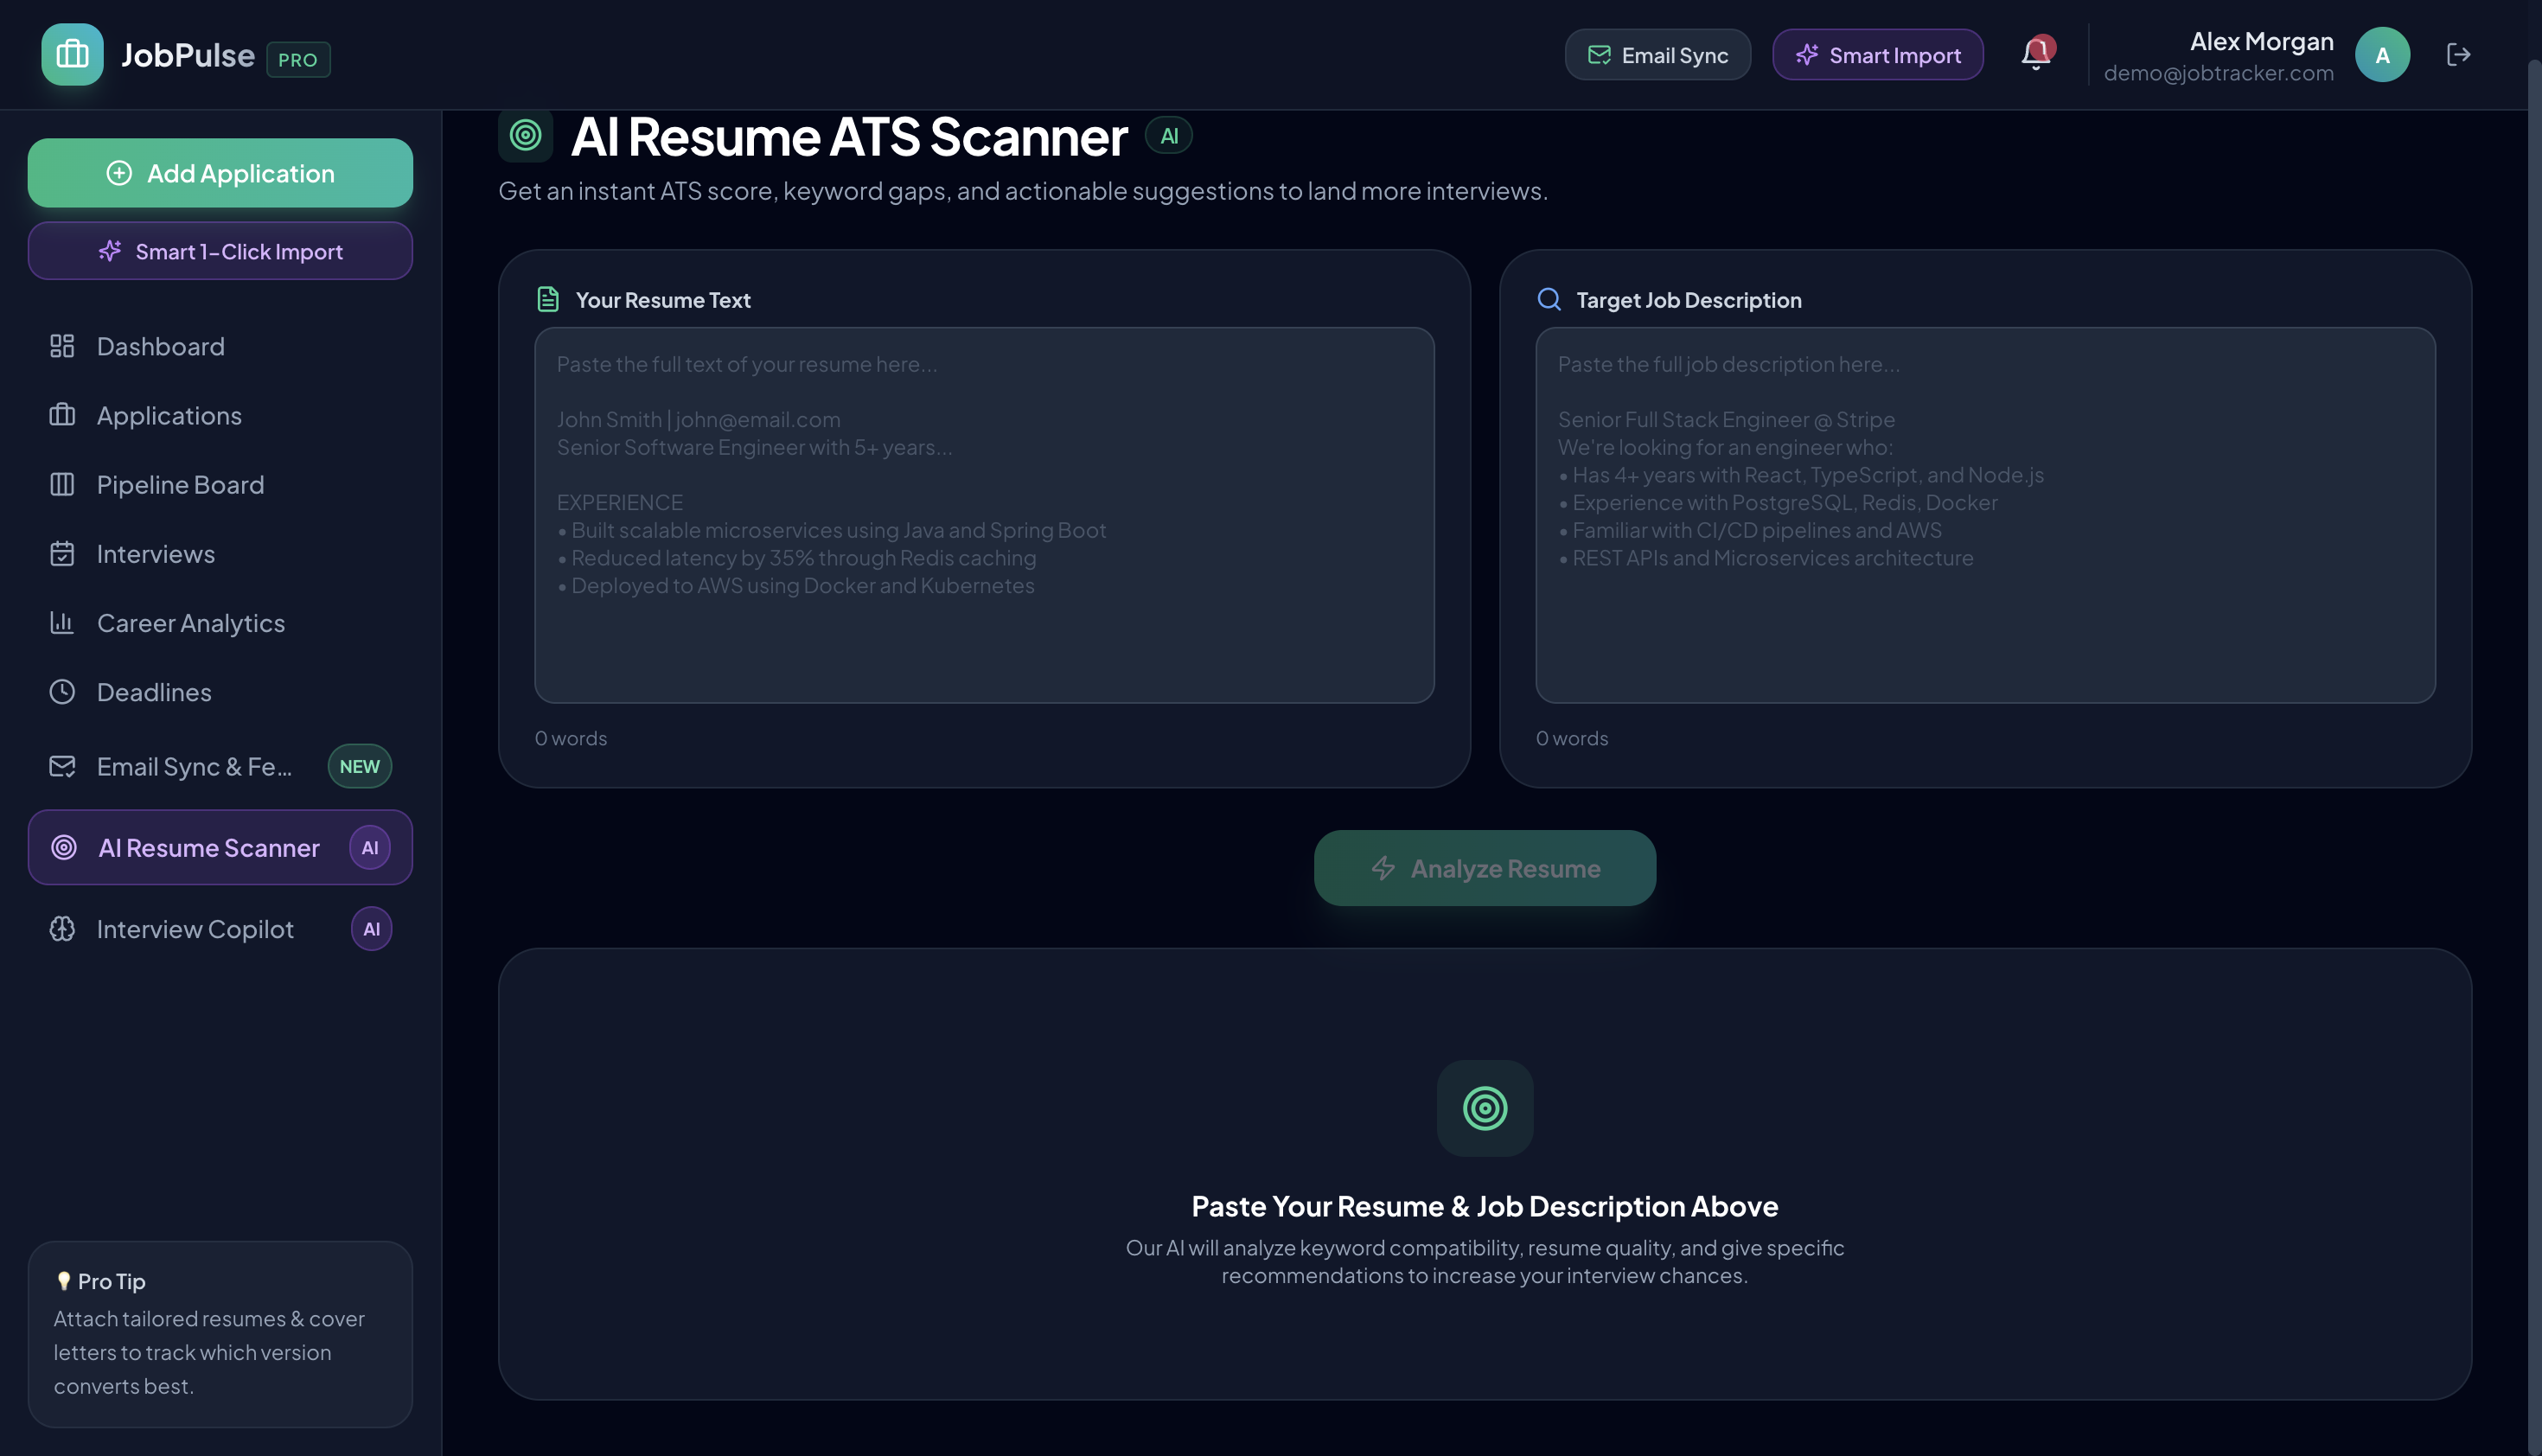 JobPulse PRO
Email Sync
Smart Import
1
Alex Morgan
demo@jobtracker.com
A
Add Application
Smart 1-Click Import
Dashboard
Applications
Pipeline Board
Interviews
Career Analytics
Deadlines
Email Sync & Fe... NEW
AI Resume Scanner AI
Interview Copilot AI
💡 Pro Tip
Attach tailored resumes & cover
letters to track which version
converts best.
AI Resume ATS Scanner AI
Get an instant ATS score, keyword gaps, and actionable suggestions to land more interviews.
Your Resume Text
Paste the full text of your resume here...
John Smith | john@email.com
Senior Software Engineer with 5+ years...
EXPERIENCE
• Built scalable microservices using Java and Spring Boot
• Reduced latency by 35% through Redis caching
• Deployed to AWS using Docker and Kubernetes
0 words
Target Job Description
Paste the full job description here...
Senior Full Stack Engineer @ Stripe
We're looking for an engineer who:
• Has 4+ years with React, TypeScript, and Node.js
• Experience with PostgreSQL, Redis, Docker
• Familiar with CI/CD pipelines and AWS
• REST APIs and Microservices architecture
0 words
Analyze Resume
Paste Your Resume & Job Description Above
Our AI will analyze keyword compatibility, resume quality, and give specific
recommendations to increase your interview chances.